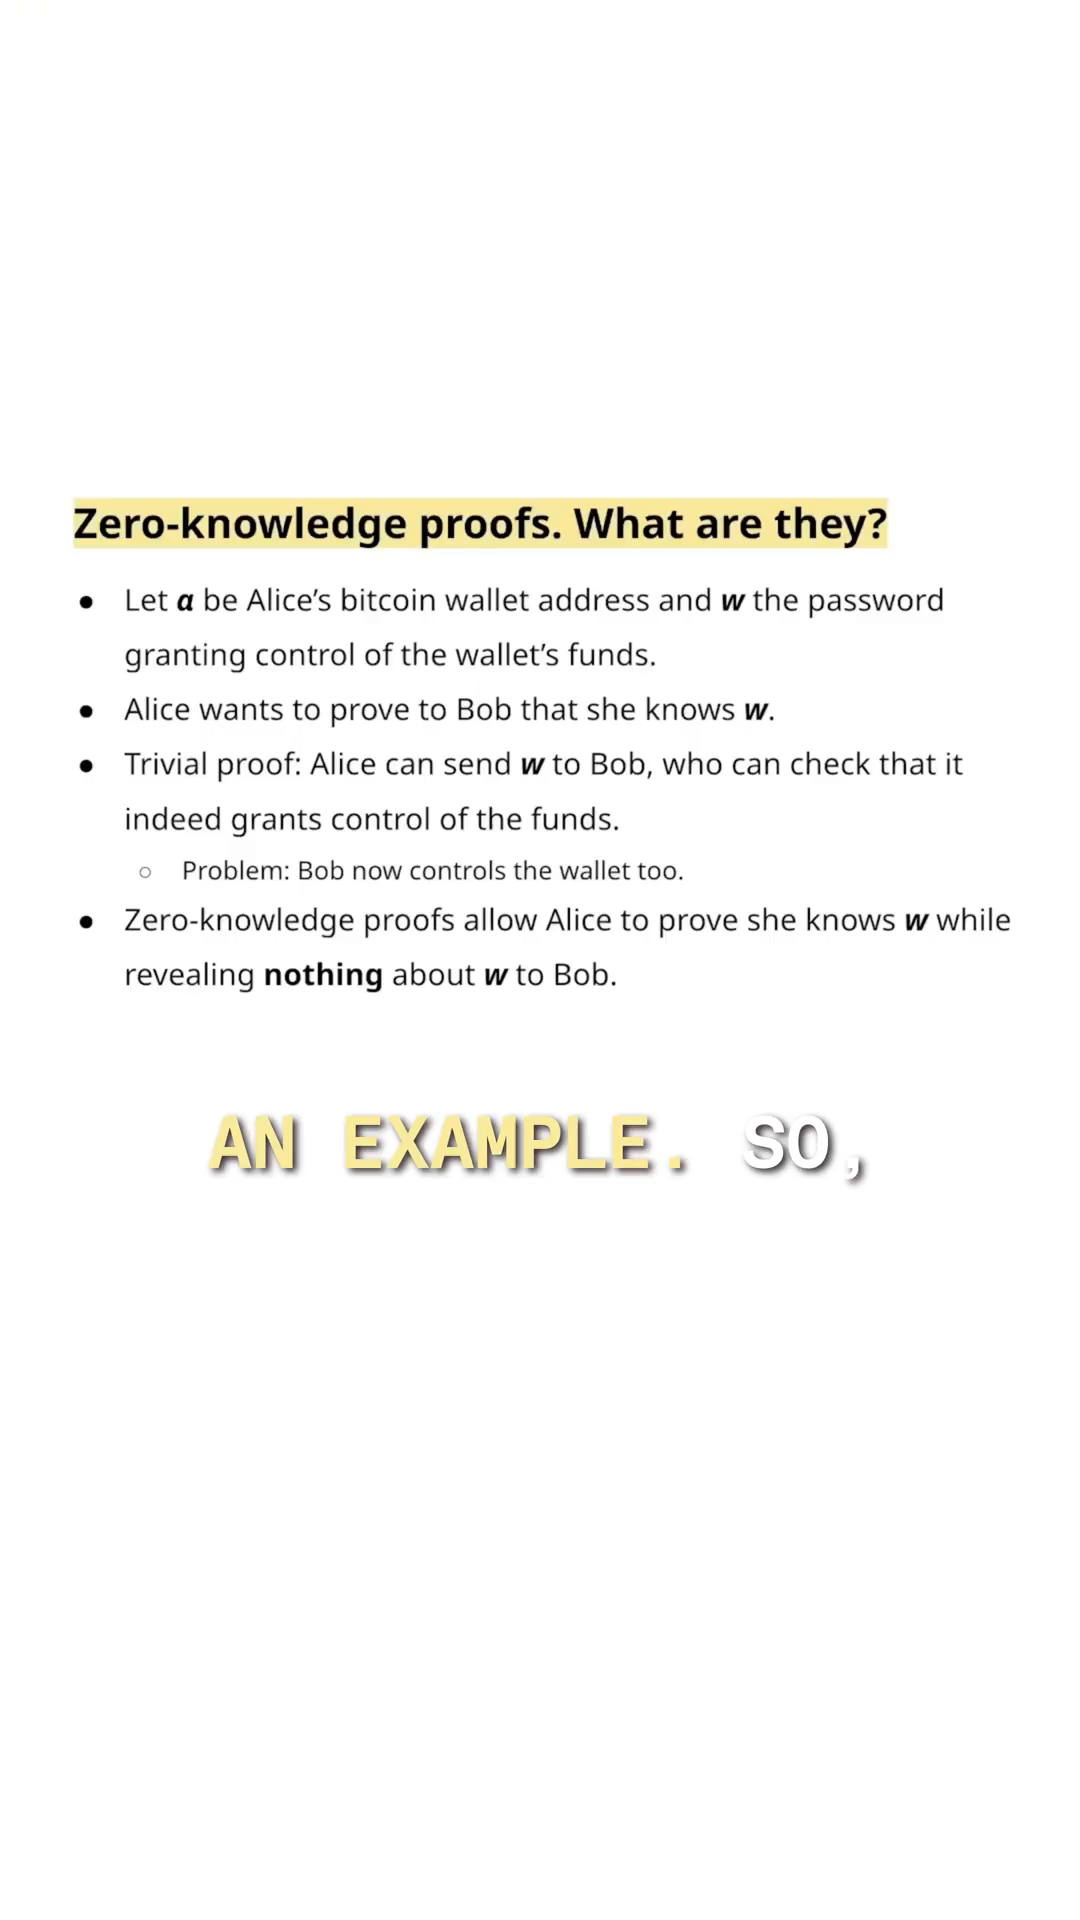 Zero-knowledge proofs. What are they?
● Let a be Alice’s bitcoin wallet address and w the password
granting control of the wallet’s funds.
● Alice wants to prove to Bob that she knows w.
● Trivial proof: Alice can send w to Bob, who can check that it
indeed grants control of the funds.
○ Problem: Bob now controls the wallet too.
● Zero-knowledge proofs allow Alice to prove she knows w while
revealing nothing about w to Bob.
AN EXAMPLE. SO,